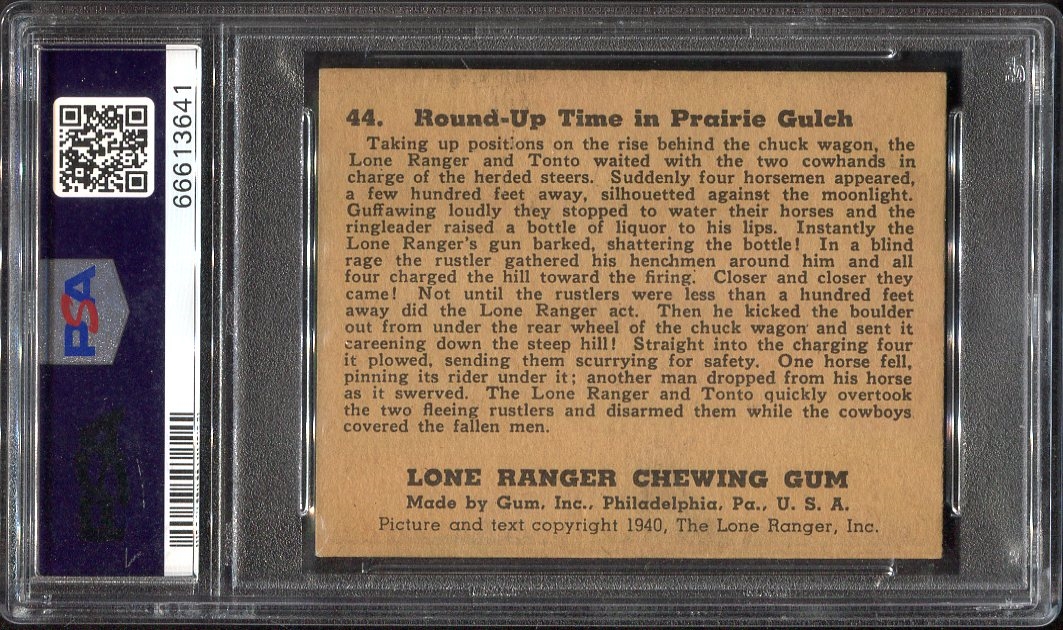 66613641
PSA
44. Round-Up Time in Prairie Gulch
Taking up positions on the rise behind the chuck wagon, the
Lone Ranger and Tonto waited with the two cowhands in
charge of the herded steers. Suddenly four horsemen appeared,
a few hundred feet away, silhouetted against the moonlight.
Guffawing loudly they stopped to water their horses and the
ringleader raised a bottle of liquor to his lips. Instantly the
Lone Ranger's gun barked, shattering the bottle! In a blind
rage the rustler gathered his henchmen around him and all
four charged the hill toward the firing. Closer and closer they
came! Not until the rustlers were less than a hundred feet
away did the Lone Ranger act. Then he kicked the boulder
out from under the rear wheel of the chuck wagon and sent it
careening down the steep hill! Straight into the charging four
it plowed, sending them scurrying for safety. One horse fell,
pinning its rider under it; another man dropped from his horse
as it swerved. The Lone Ranger and Tonto quickly overtook
the two fleeing rustlers and disarmed them while the cowboys
covered the fallen men.
LONE RANGER CHEWING GUM
Made by Gum, Inc., Philadelphia, Pa., U. S. A.
Picture and text copyright 1940, The Lone Ranger, Inc.
PSA